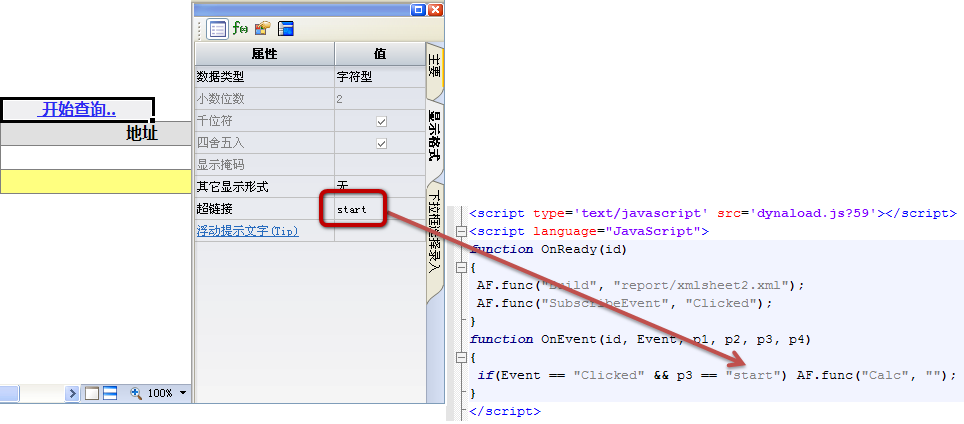 开始查询..
地址
属性 值
数据类型 字符型
小数位数 2
千位符
四舍五入
显示掩码
其它显示形式 无
超链接 start
浮动提示文字(Tip)
主要
显示格式
下拉框选择录入
100%
<script type='text/javascript' src='dynaload.js?59'></script>
<script language="JavaScript">
function OnReady(id)
{
AF.func("Build", "report/xmlsheet2.xml");
AF.func("SubscribeEvent", "Clicked");
}
function OnEvent(id, Event, p1, p2, p3, p4)
{
if(Event == "Clicked" && p3 == "start") AF.func("Calc", "");
}
</script>